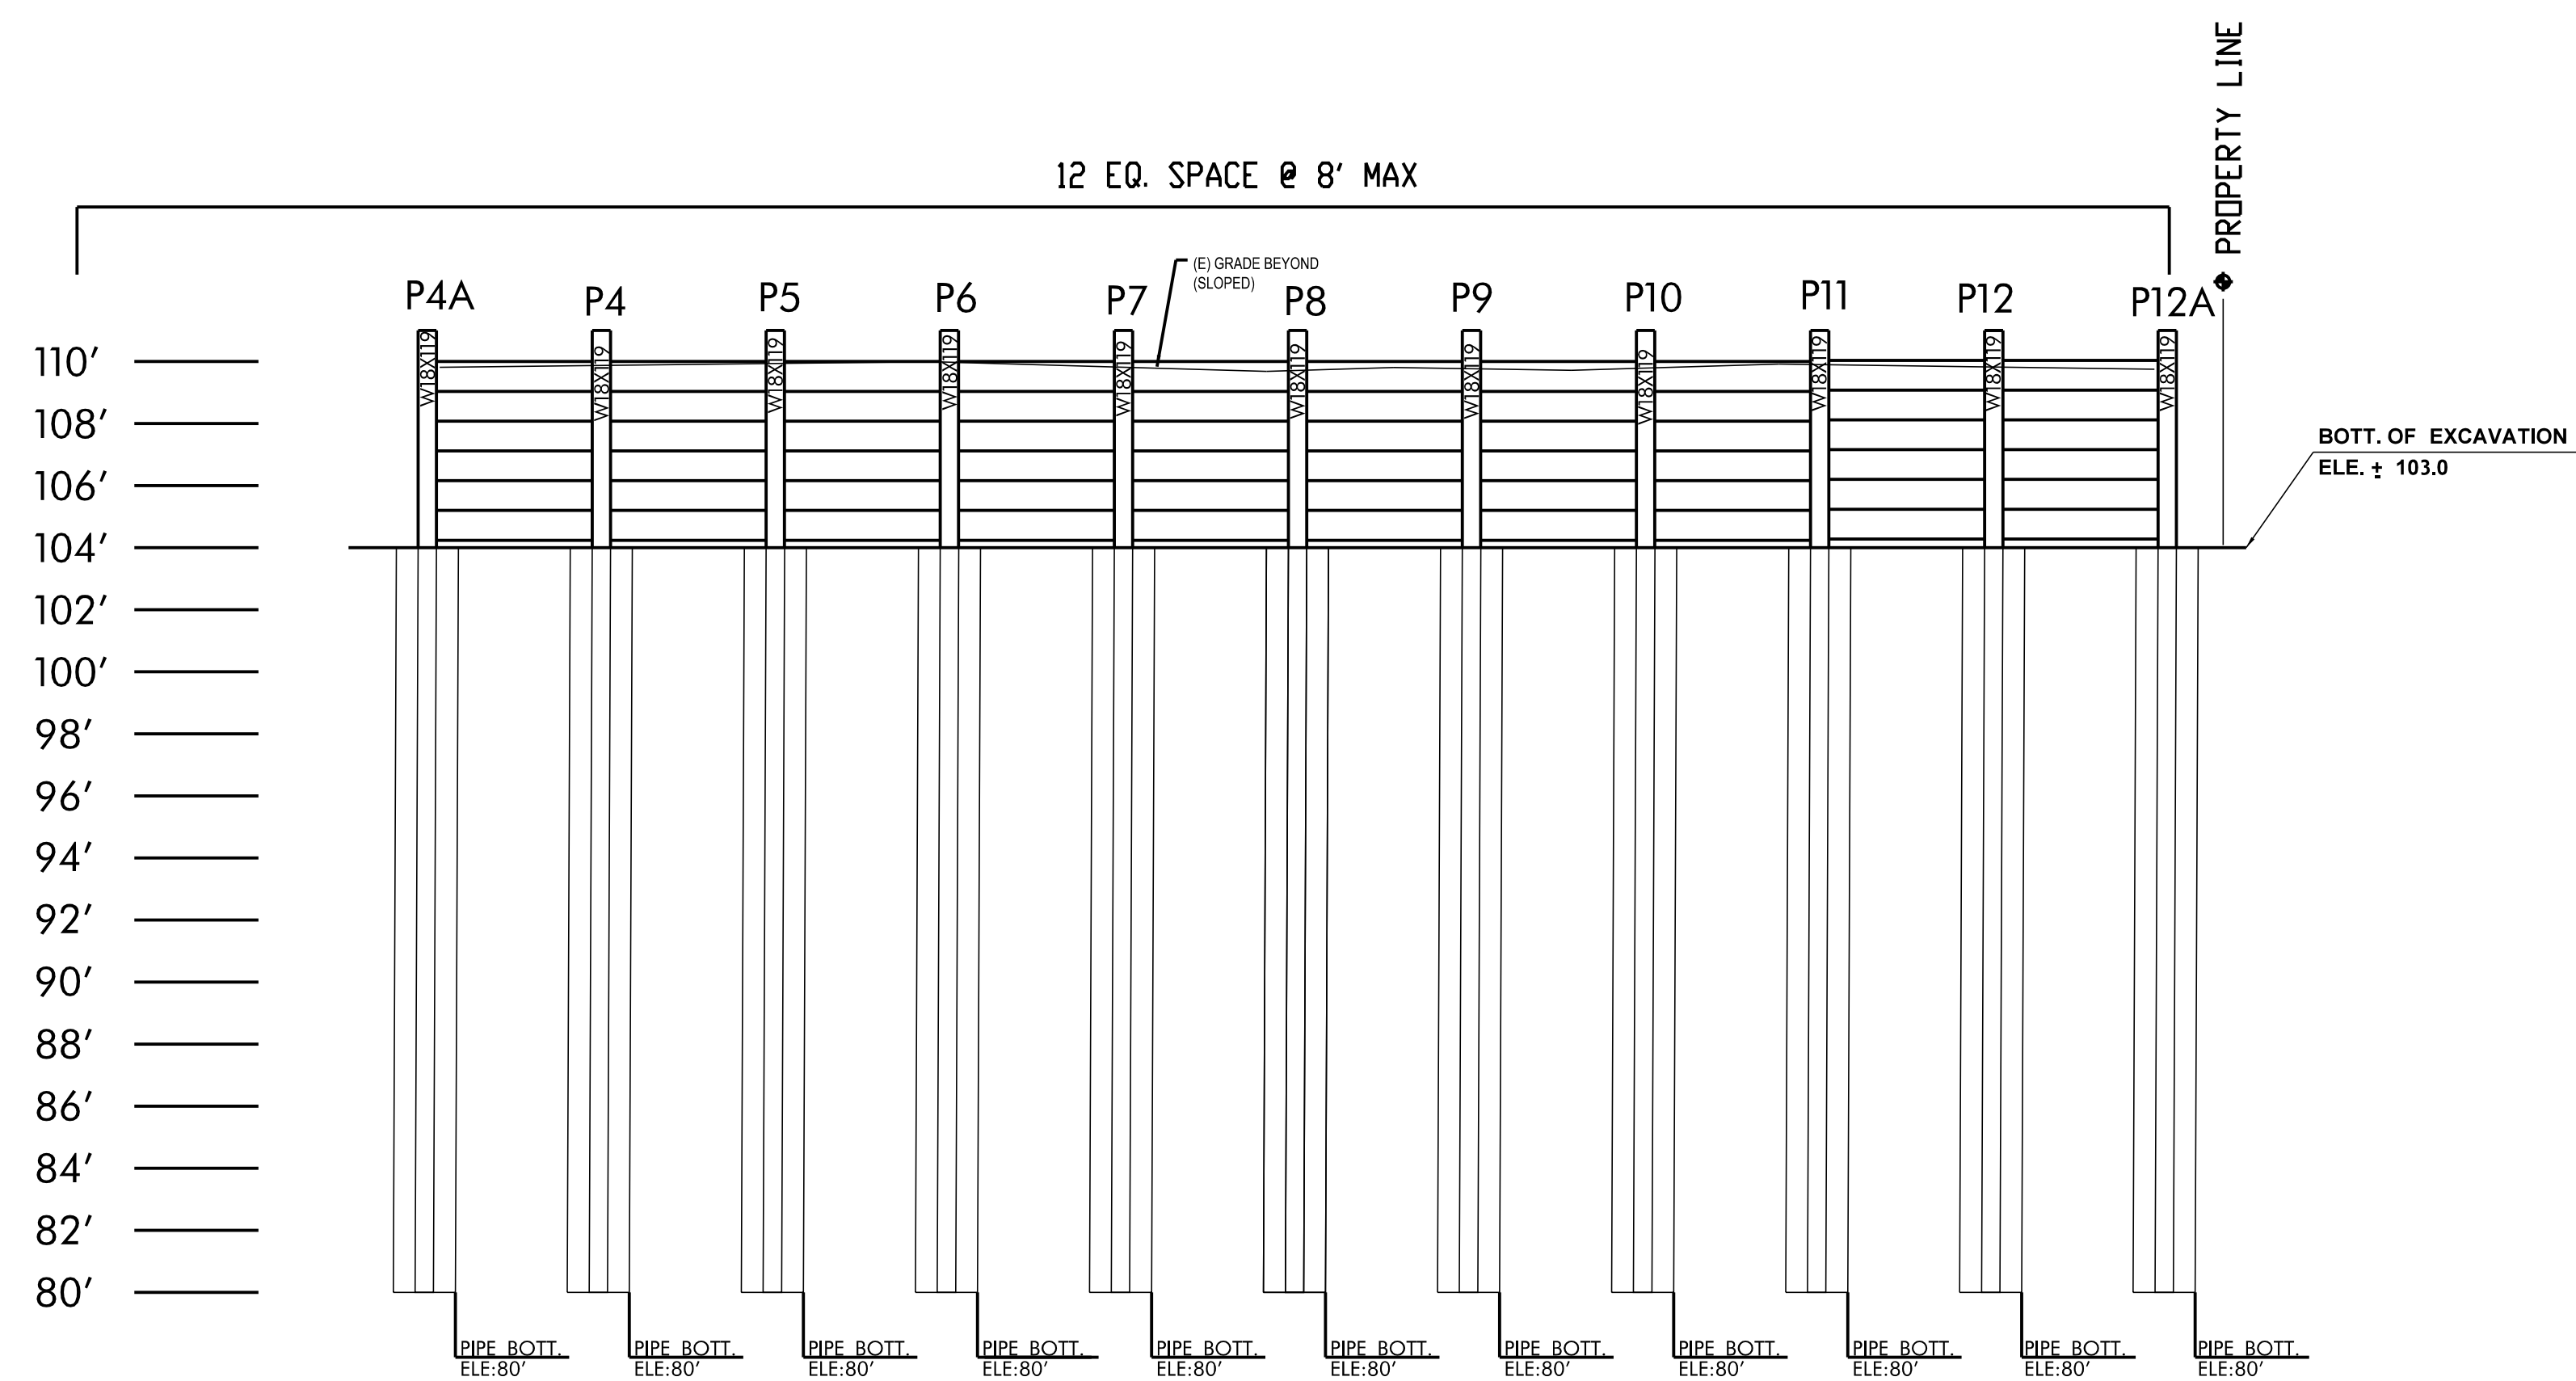 PROPERTY LINE
12 EQ. SPACE @ 8' MAX
(E) GRADE BEYOND
(SLOPED)
P4A
P4
P5
P6
P7
P8
P9
P10
P11
P12
P12A
W18X119
W18X119
W18X119
W18X119
W18X119
W18X119
W18X119
W18X119
W18X119
W18X119
W18X119
110'
108'
106'
104'
102'
100'
98'
96'
94'
92'
90'
88'
86'
84'
82'
80'
BOTT. OF EXCAVATION
ELE. ± 103.0
PIPE BOTT.
ELE:80'
PIPE BOTT.
ELE:80'
PIPE BOTT.
ELE:80'
PIPE BOTT.
ELE:80'
PIPE BOTT.
ELE:80'
PIPE BOTT.
ELE:80'
PIPE BOTT.
ELE:80'
PIPE BOTT.
ELE:80'
PIPE BOTT.
ELE:80'
PIPE BOTT.
ELE:80'
PIPE BOTT.
ELE:80'